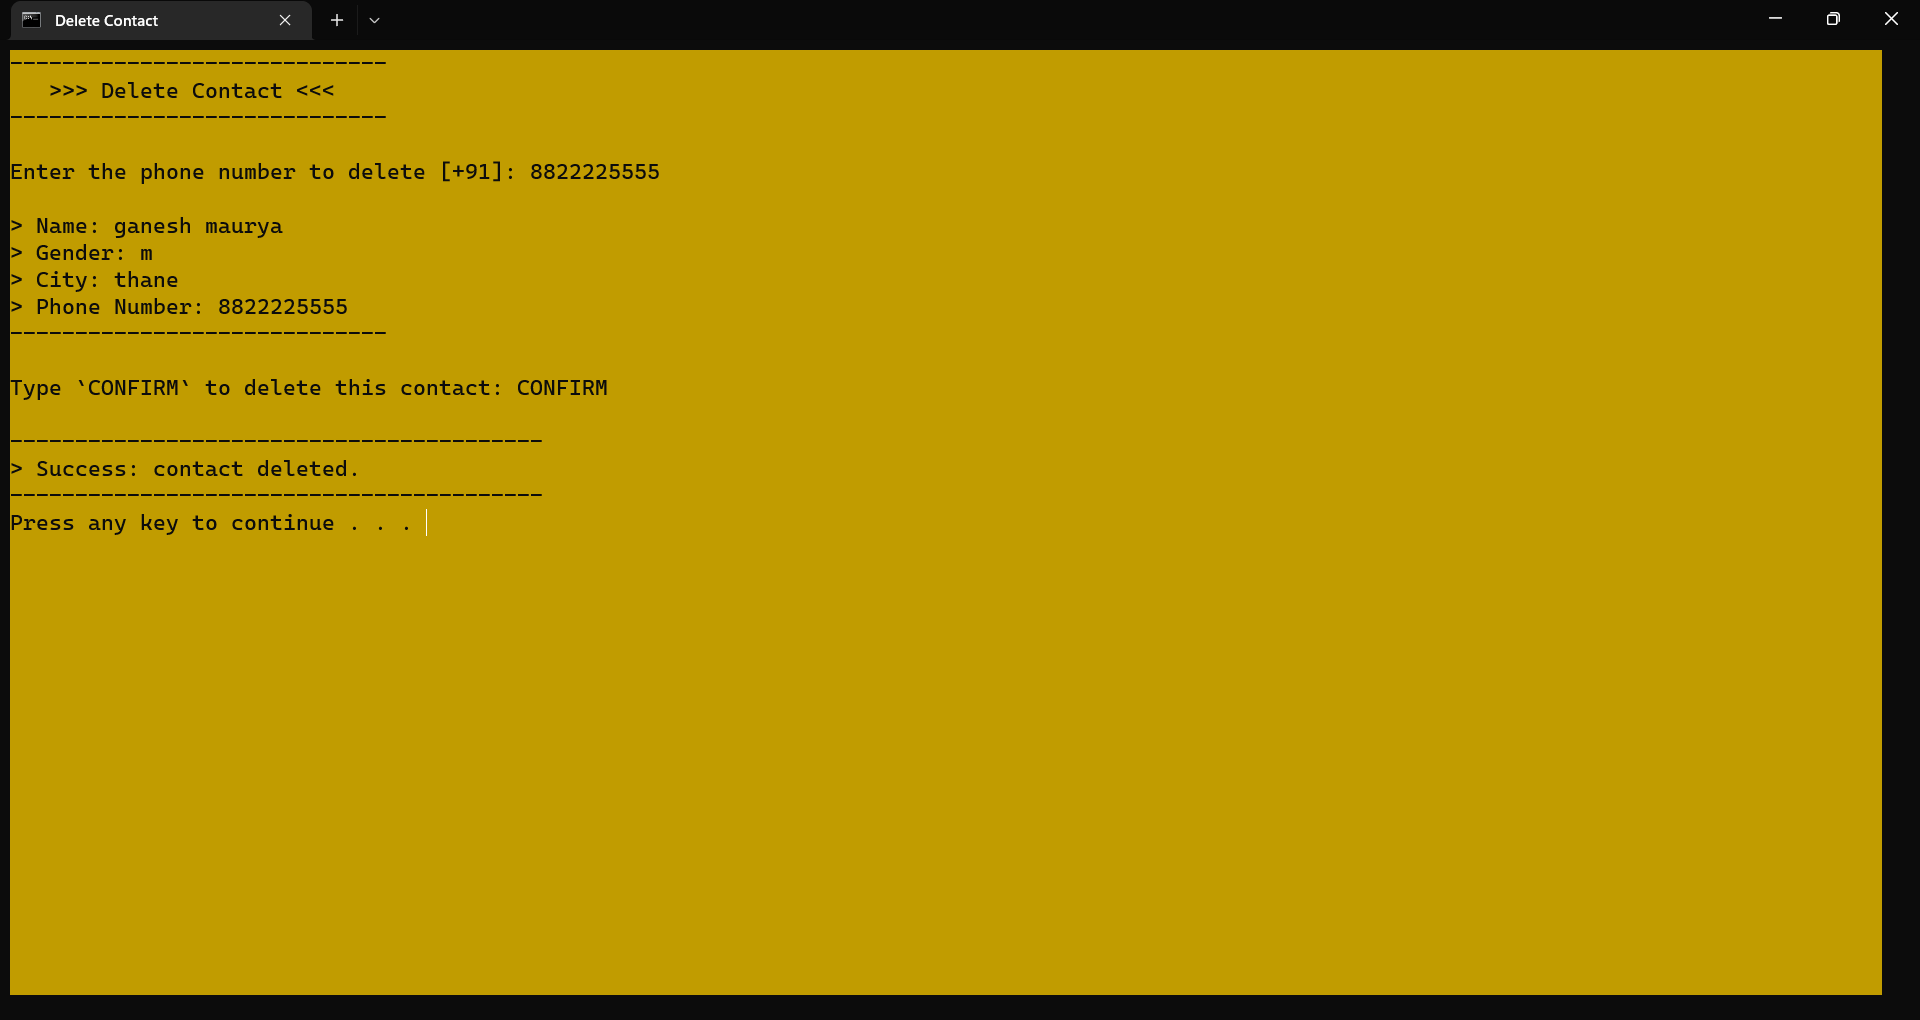 Delete Contact
-----------------------------
   >>> Delete Contact <<<
-----------------------------
Enter the phone number to delete [+91]: 8822225555
> Name: ganesh maurya
> Gender: m
> City: thane
> Phone Number: 8822225555
-----------------------------
Type `CONFIRM` to delete this contact: CONFIRM
-----------------------------------------
> Success: contact deleted.
-----------------------------------------
Press any key to continue . . .